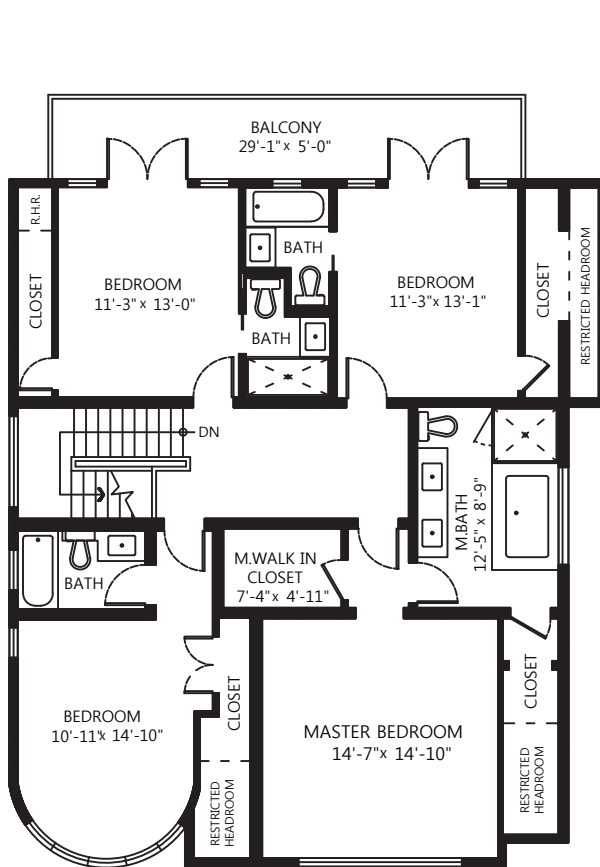 BALCONY
29'-1"x 5'-0"
R.H.R.
CLOSET
BEDROOM
11'-3"x 13'-0"
BATH
BATH
BEDROOM
11'-3"x 13'-1"
CLOSET
RESTRICTED HEADROOM
DN
M.BATH
12'-5" x 8'-9"
BATH
M.WALK IN
CLOSET
7'-4"x 4'-11"
BEDROOM
10'-11"x 14'-10"
CLOSET
RESTRICTED
HEADROOM
MASTER BEDROOM
14'-7"x 14'-10"
CLOSET
RESTRICTED
HEADROOM